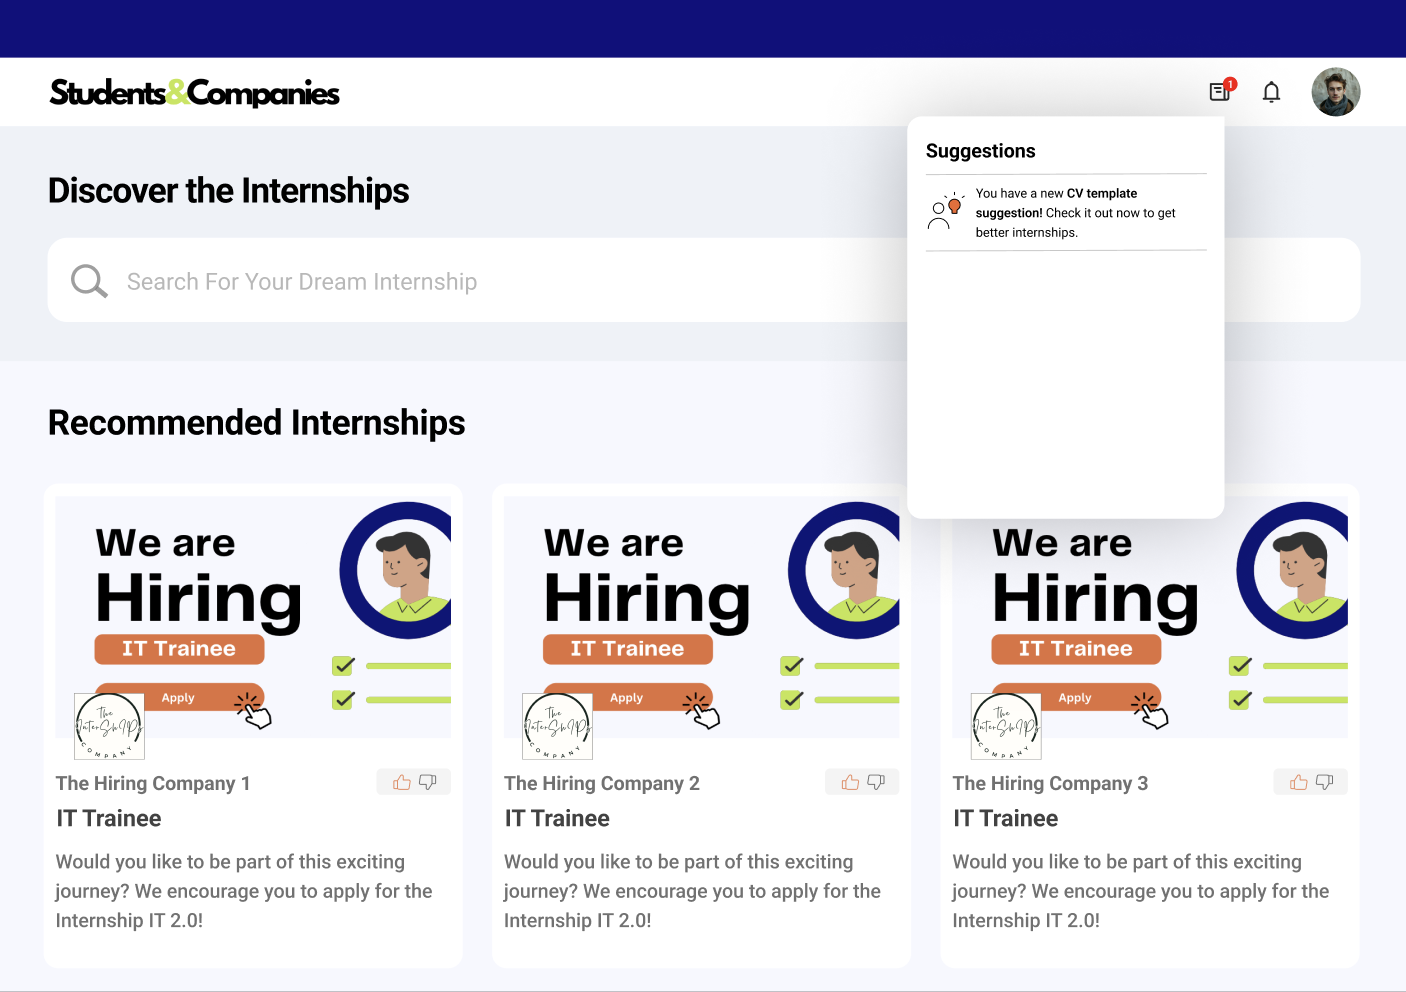 Students&Companies
1
Suggestions
You have a new CV template
suggestion! Check it out now to get
better internships.
Discover the Internships
Search For Your Dream Internship
Recommended Internships
We are
Hiring
IT Trainee
Apply
The
InterShIPs
COMPANY
The Hiring Company 1
IT Trainee
Would you like to be part of this exciting
journey? We encourage you to apply for the
Internship IT 2.0!
We are
Hiring
IT Trainee
Apply
The
InterShIPs
COMPANY
The Hiring Company 2
IT Trainee
Would you like to be part of this exciting
journey? We encourage you to apply for the
Internship IT 2.0!
We are
Hiring
IT Trainee
Apply
The
InterShIPs
COMPANY
The Hiring Company 3
IT Trainee
Would you like to be part of this exciting
journey? We encourage you to apply for the
Internship IT 2.0!